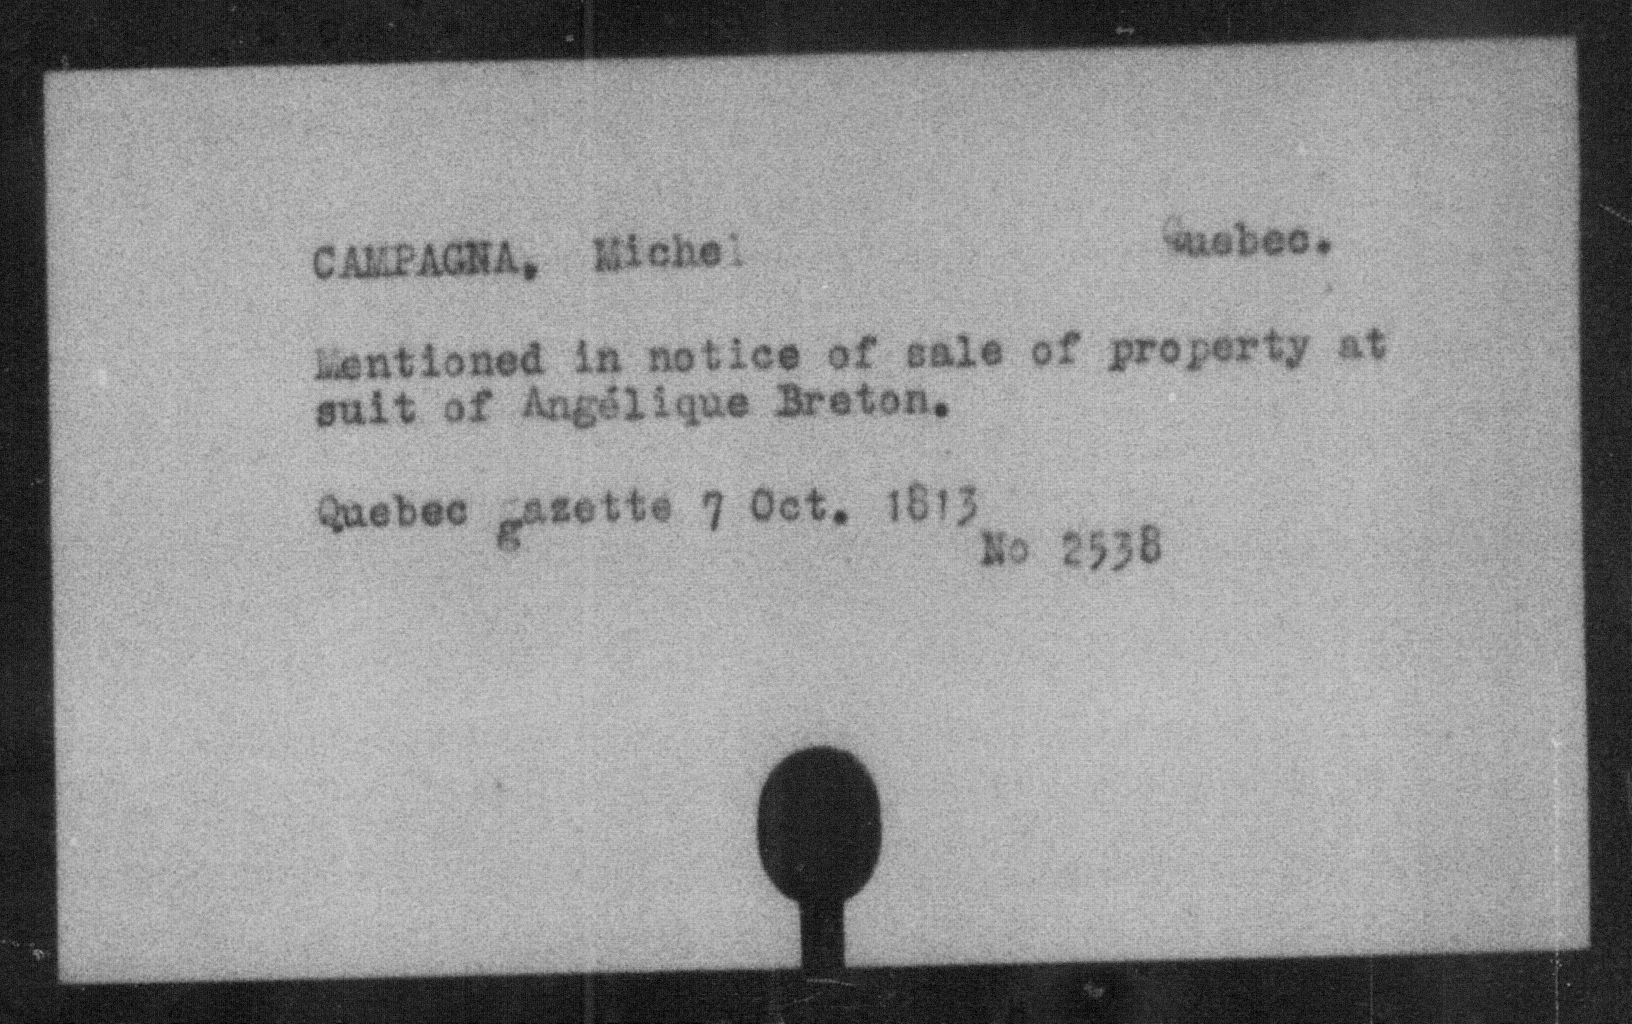 CAMPAGNA, Michel Quebec.
Mentioned in notice of sale of property at
suit of Angélique Breton.
Quebec gazette 7 Oct. 1813
No 2538